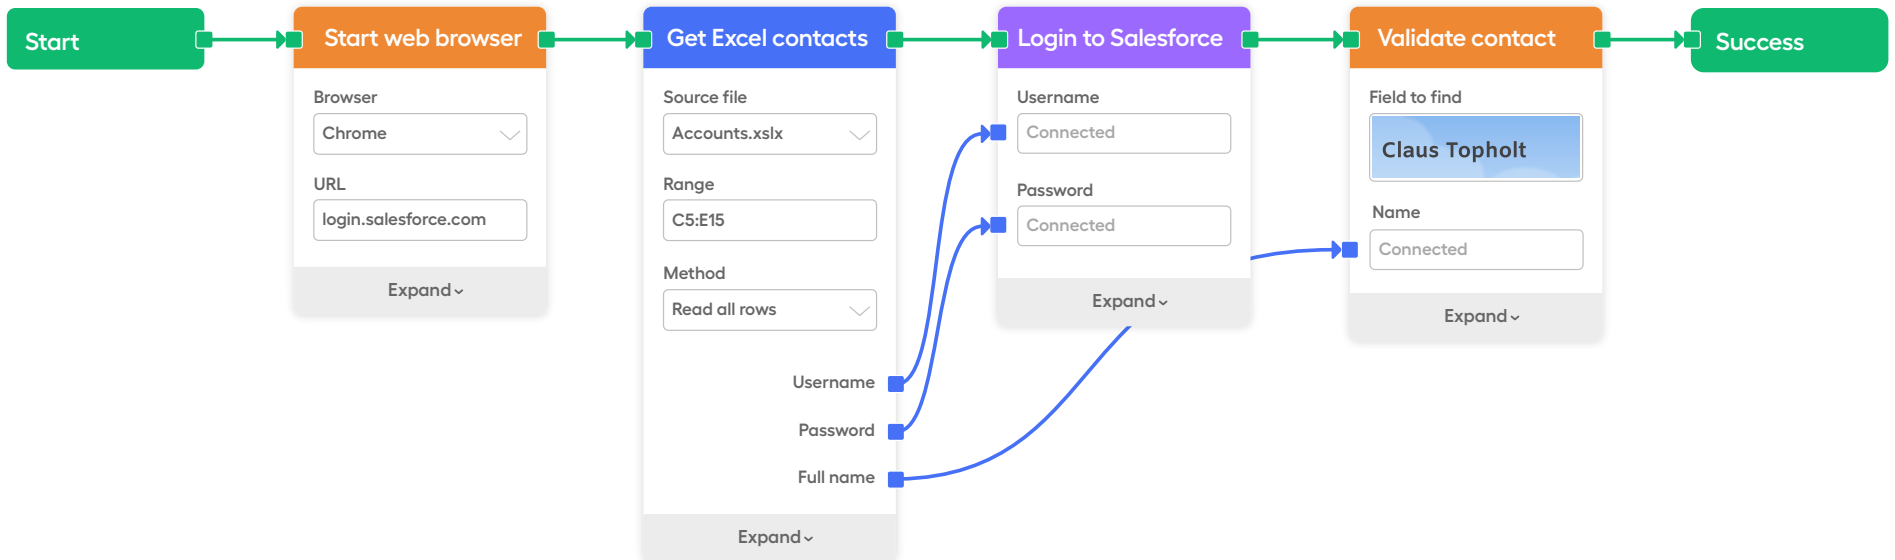 Start
Start web browser
Browser
Chrome
URL
login.salesforce.com
Expand
Get Excel contacts
Source file
Accounts.xslx
Range
C5:E15
Method
Read all rows
Username
Password
Full name
Expand
Login to Salesforce
Username
Connected
Password
Connected
Expand
Validate contact
Field to find
Claus Topholt
Name
Connected
Expand
Success